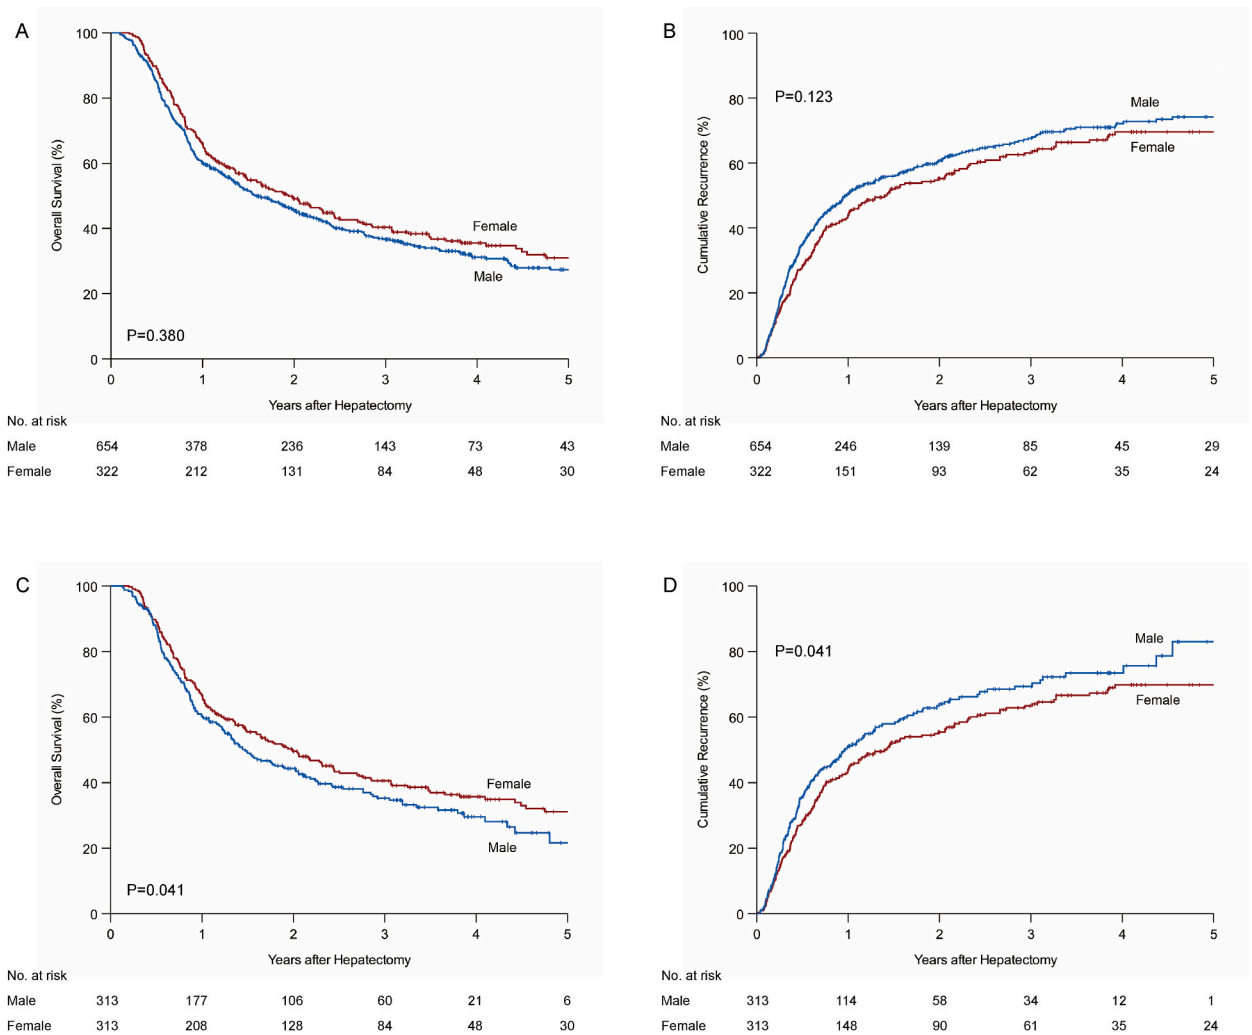 A
100
80
60
40
20
0
Overall Survival (%)
Female
Male
P=0.380
0 1 2 3 4 5
Years after Hepatectomy
No. at risk
Male 654 378 236 143 73 43
Female 322 212 131 84 48 30
B
100
80
60
40
20
0
Cumulative Recurrence (%)
P=0.123
Male
Female
0 1 2 3 4 5
Years after Hepatectomy
No. at risk
Male 654 246 139 85 45 29
Female 322 151 93 62 35 24
C
100
80
60
40
20
0
Overall Survival (%)
Female
Male
P=0.041
0 1 2 3 4 5
Years after Hepatectomy
No. at risk
Male 313 177 106 60 21 6
Female 313 208 128 84 48 30
D
100
80
60
40
20
0
Cumulative Recurrence (%)
Male
P=0.041
Female
0 1 2 3 4 5
Years after Hepatectomy
No. at risk
Male 313 114 58 34 12 1
Female 313 148 90 61 35 24